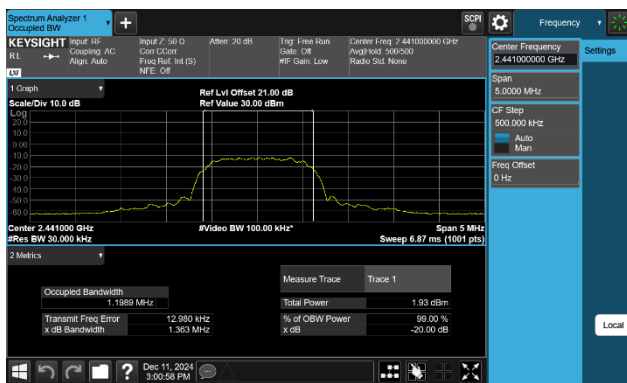 Spectrum Analyzer 1
Occupied BW
SCPI
Frequency
KEYSIGHT
RL
LXI
Input: RF
Coupling: AC
Align: Auto
Input Z: 50 Ω
Corr CCorr
Freq Ref: Int (S)
NFE: Off
Atten: 20 dB
Trig: Free Run
Gate: Off
#IF Gain: Low
Center Freq: 2.441000000 GHz
Avg|Hold: 500/500
Radio Std: None
Center Frequency
2.441000000 GHz
Settings
Span
5.0000 MHz
CF Step
500.000 kHz
Auto
Man
Freq Offset
0 Hz
Local
1 Graph
Scale/Div 10.0 dB
Ref Lvl Offset 21.00 dB
Ref Value 30.00 dBm
Log
20.0
10.0
0.00
-10.0
-20.0
-30.0
-40.0
-50.0
-60.0
Center 2.441000 GHz
#Res BW 30.000 kHz
#Video BW 100.00 kHz*
Span 5 MHz
Sweep 6.87 ms (1001 pts)
2 Metrics
Measure Trace Trace 1
Occupied Bandwidth
1.1989 MHz
Total Power 1.93 dBm
Transmit Freq Error 12.980 kHz
% of OBW Power 99.00 %
x dB Bandwidth 1.363 MHz
x dB -20.00 dB
?
Dec 11, 2024
3:00:58 PM